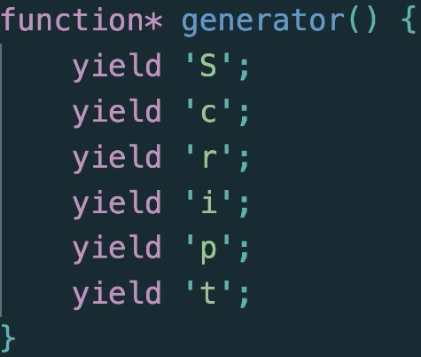 function* generator() {
    yield 'S';
    yield 'c';
    yield 'r';
    yield 'i';
    yield 'p';
    yield 't';
}